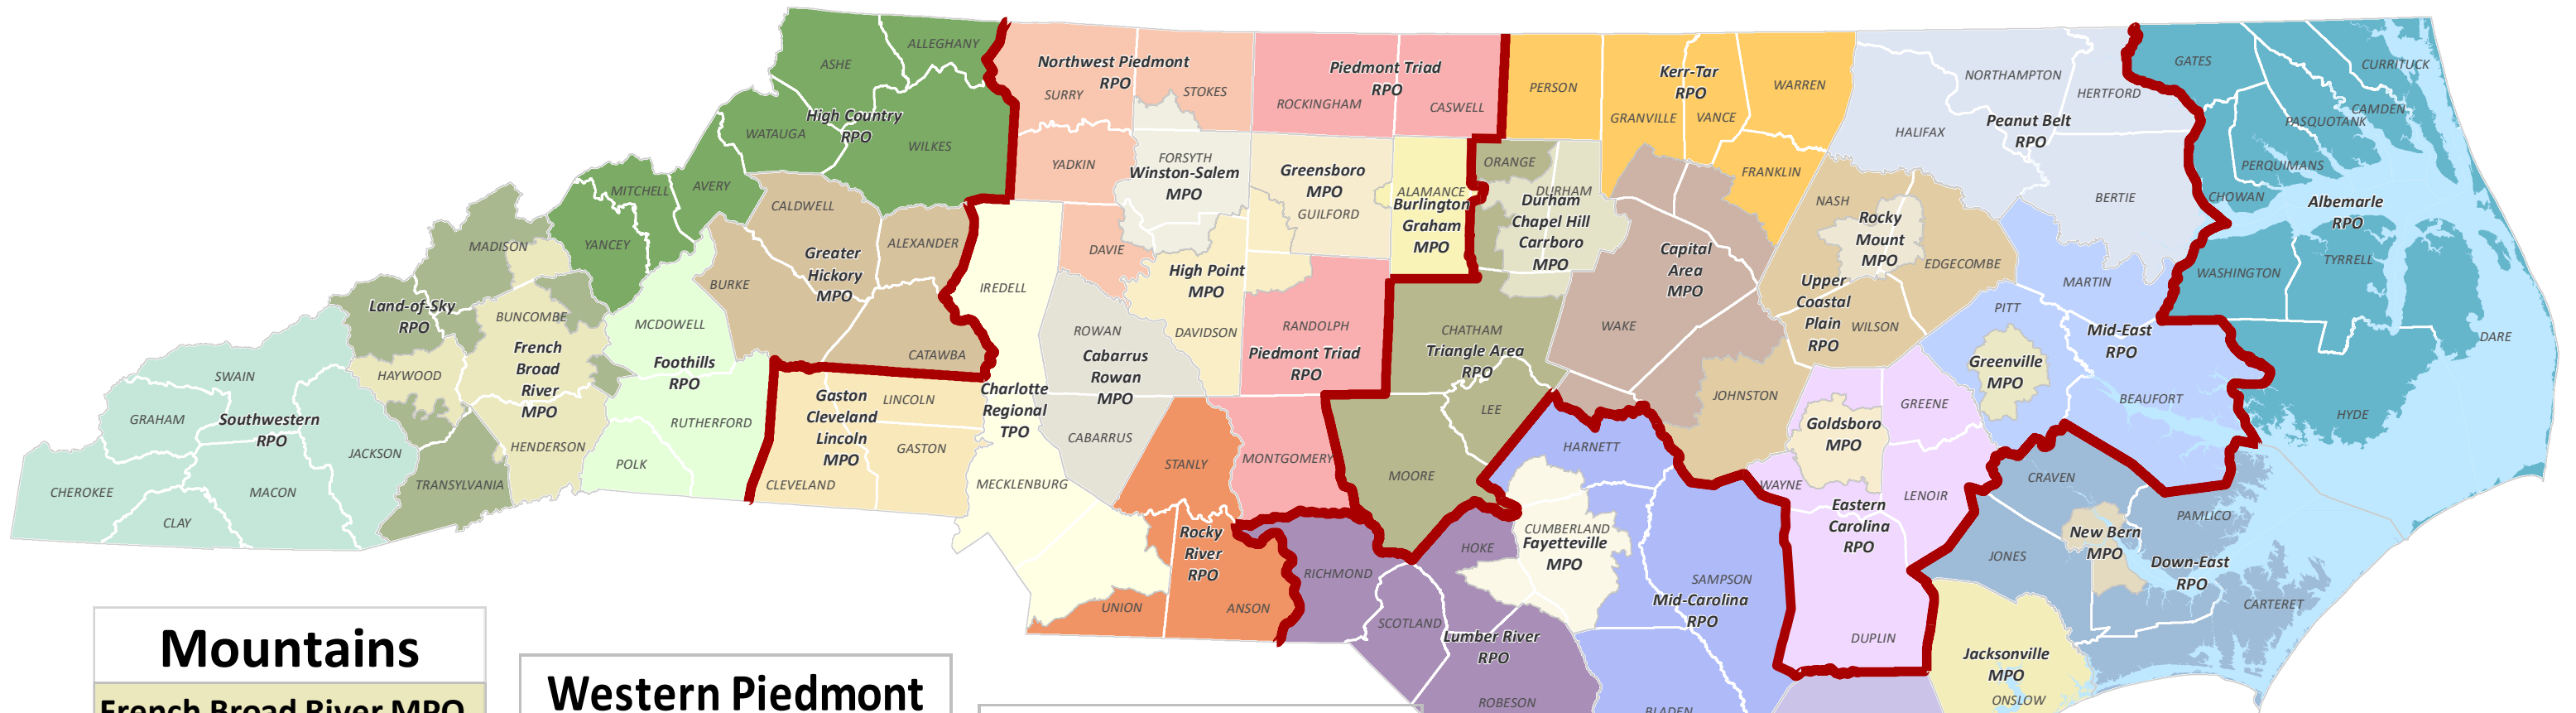 ASHE
ALLEGHANY
High Country
RPO
WATAUGA
WILKES
MITCHELL
AVERY
YANCEY
MADISON
Land-of-Sky
RPO
BUNCOMBE
French
Broad
River
MPO
HAYWOOD
HENDERSON
TRANSYLVANIA
SWAIN
GRAHAM
Southwestern
RPO
JACKSON
CHEROKEE
MACON
CLAY
CALDWELL
ALEXANDER
Greater
Hickory
MPO
BURKE
CATAWBA
MCDOWELL
Foothills
RPO
RUTHERFORD
POLK
Gaston
Cleveland
Lincoln
MPO
LINCOLN
GASTON
CLEVELAND
Northwest Piedmont
RPO
SURRY
STOKES
YADKIN
DAVIE
FORSYTH
Winston-Salem
MPO
IREDELL
Charlotte
Regional
TPO
MECKLENBURG
ROWAN
Cabarrus
Rowan
MPO
CABARRUS
STANLY
Rocky
River
RPO
UNION
ANSON
High Point
MPO
DAVIDSON
Piedmont Triad
RPO
ROCKINGHAM
CASWELL
Greensboro
MPO
GUILFORD
ALAMANCE
Burlington
Graham
MPO
RANDOLPH
Piedmont Triad
RPO
MONTGOMERY
PERSON
Kerr-Tar
RPO
GRANVILLE
VANCE
WARREN
FRANKLIN
ORANGE
DURHAM
Durham
Chapel Hill
Carrboro
MPO
CHATHAM
Triangle Area
RPO
LEE
MOORE
Capital
Area
MPO
WAKE
JOHNSTON
NORTHAMPTON
HERTFORD
HALIFAX
Peanut Belt
RPO
BERTIE
NASH
Rocky
Mount
MPO
EDGECOMBE
Upper
Coastal
Plain
RPO
WILSON
MARTIN
PITT
Mid-East
RPO
Greenville
MPO
BEAUFORT
GATES
CURRITUCK
CAMDEN
PASQUOTANK
PERQUIMANS
CHOWAN
Albemarle
RPO
WASHINGTON
TYRRELL
DARE
HYDE
HARNETT
CUMBERLAND
Fayetteville
MPO
HOKE
RICHMOND
SCOTLAND
Lumber River
RPO
ROBESON
SAMPSON
Mid-Carolina
RPO
BLADEN
Goldsboro
MPO
GREENE
WAYNE
LENOIR
Eastern
Carolina
RPO
DUPLIN
CRAVEN
PAMLICO
New Bern
MPO
JONES
Down-East
RPO
CARTERET
Jacksonville
MPO
ONSLOW
Mountains
French Broad River MPO
Western Piedmont